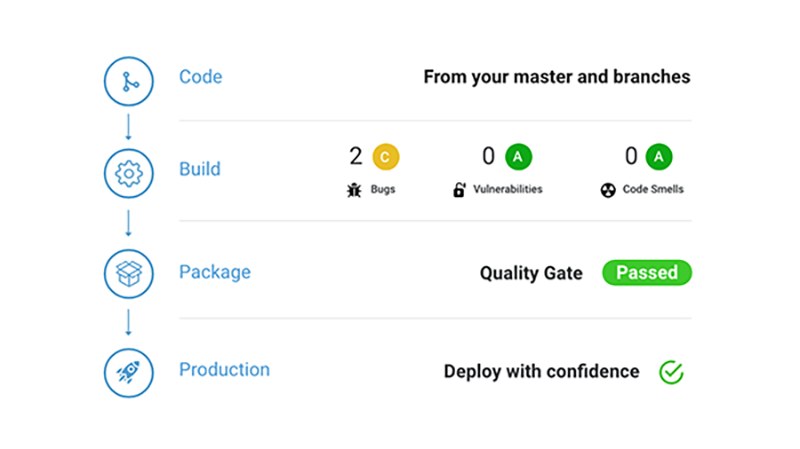 Code
From your master and branches
Build
2 C
0 A
0 A
Bugs
Vulnerabilities
Code Smells
Package
Quality Gate
Passed
Production
Deploy with confidence